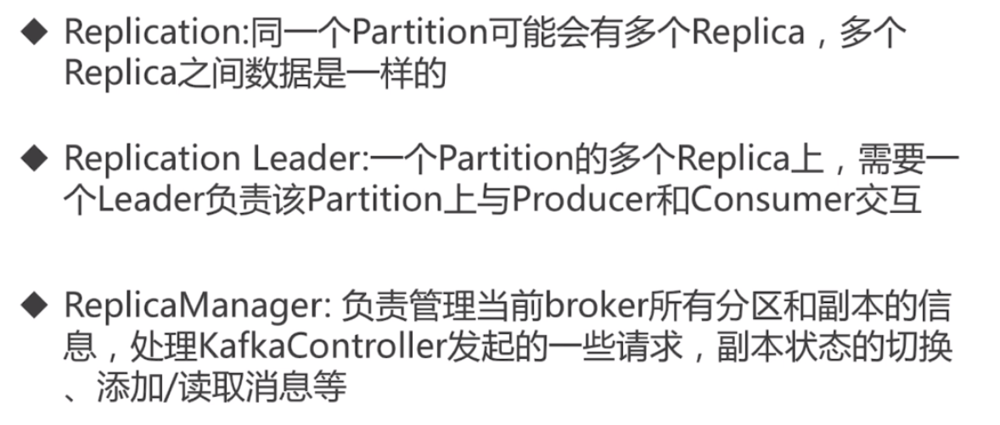 ◆ Replication:同一个Partition可能会有多个Replica，多个
Replica之间数据是一样的
◆ Replication Leader:一个Partition的多个Replica上，需要一
个Leader负责该Partition上与Producer和Consumer交互
◆ ReplicaManager: 负责管理当前broker所有分区和副本的信
息，处理KafkaController发起的一些请求，副本状态的切换
、添加/读取消息等